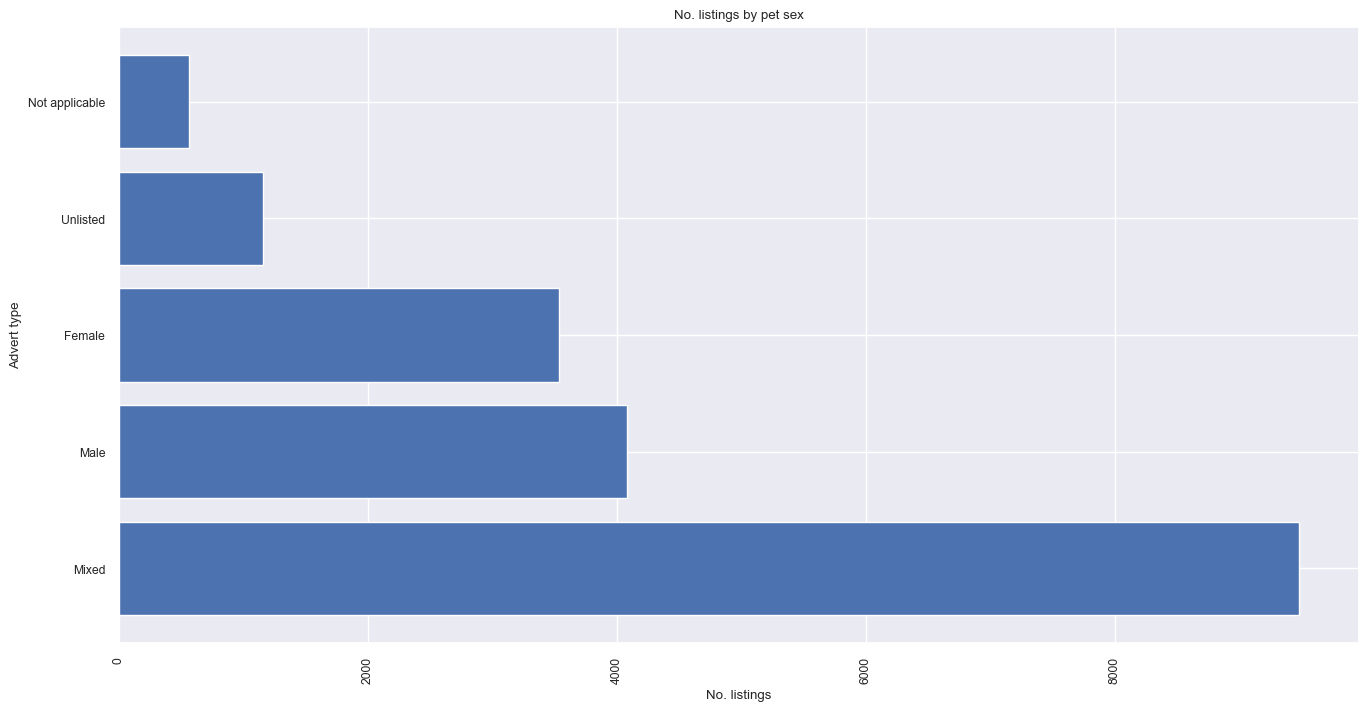 No. listings by pet sex
Advert type
Not applicable
Unlisted
Female
Male
Mixed
0 2000 4000 6000 8000
No. listings